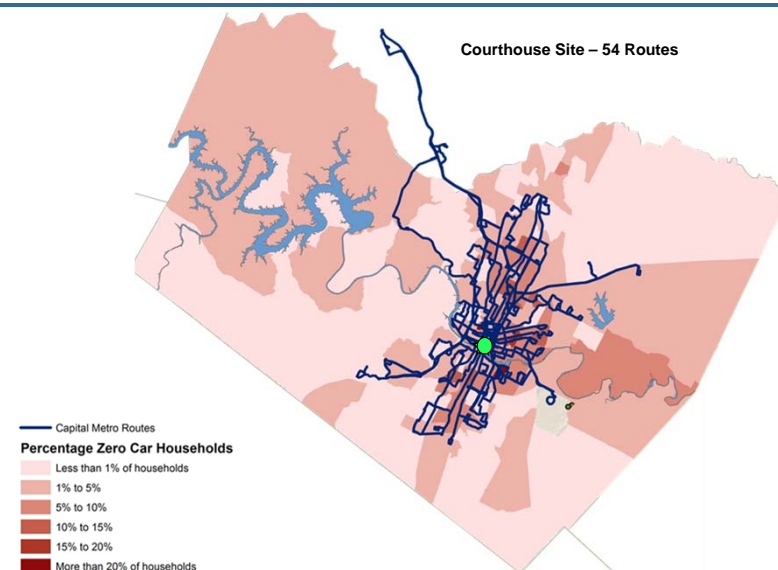 Courthouse Site – 54 Routes
Capital Metro Routes
Percentage Zero Car Households
Less than 1% of households
1% to 5%
5% to 10%
10% to 15%
15% to 20%
More than 20% of households